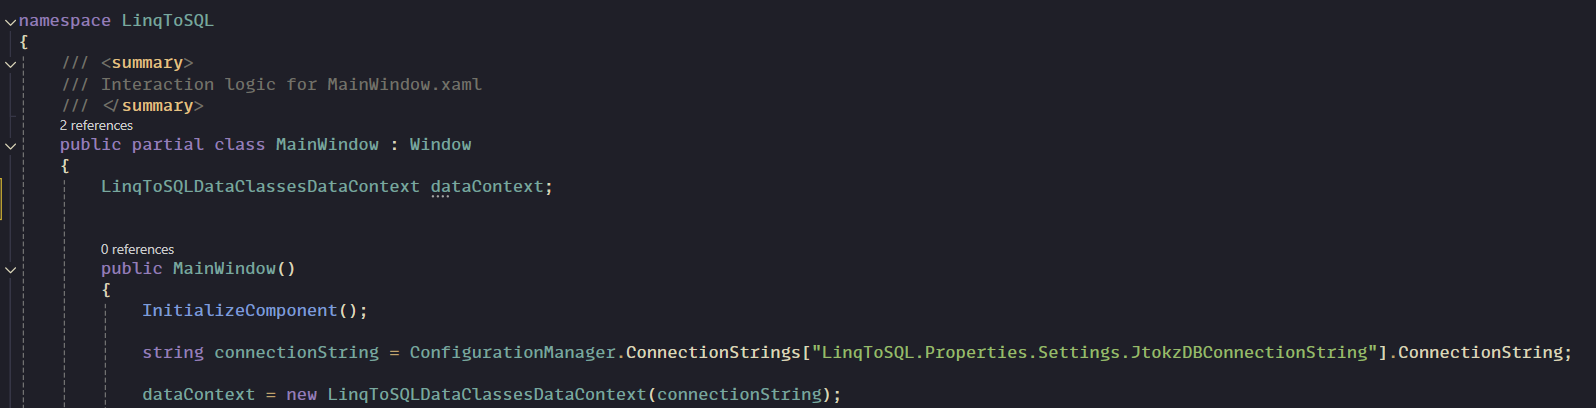 namespace LinqToSQL
{
/// <summary>
/// Interaction logic for MainWindow.xaml
/// </summary>
2 references
public partial class MainWindow : Window
{
LinqToSQLDataClassesDataContext dataContext;
0 references
public MainWindow()
{
InitializeComponent();
string connectionString = ConfigurationManager.ConnectionStrings["LinqToSQL.Properties.Settings.JtokzDBConnectionString"].ConnectionString;
dataContext = new LinqToSQLDataClassesDataContext(connectionString);